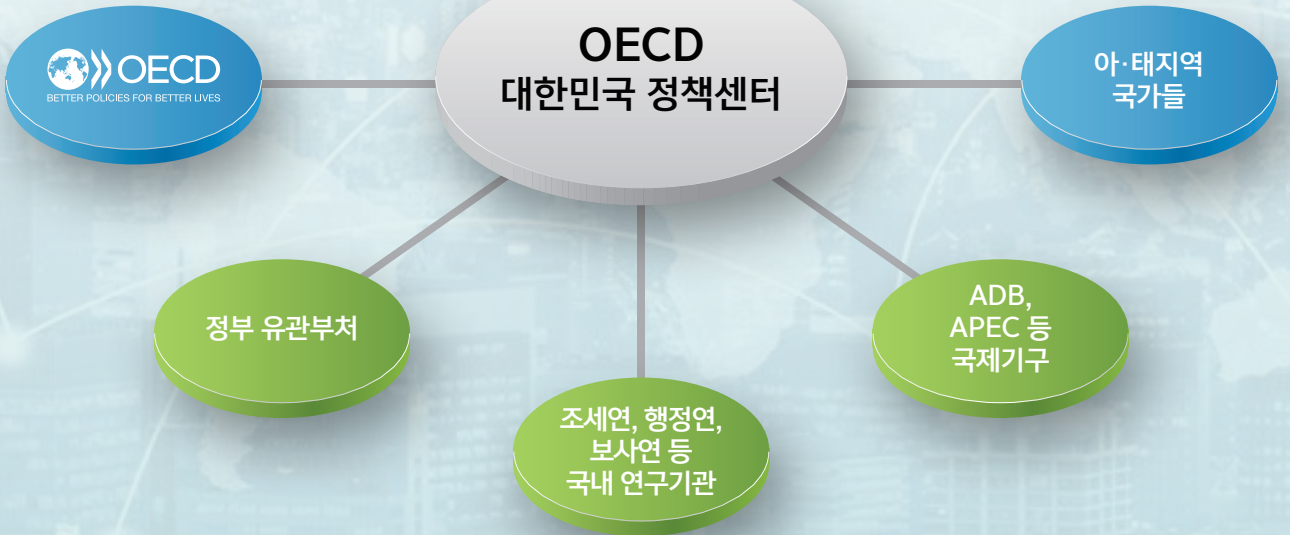 OECD
BETTER POLICIES FOR BETTER LIVES
OECD
대한민국 정책센터
아·태지역
국가들
정부 유관부처
조세연, 행정연,
보사연 등
국내 연구기관
ADB,
APEC 등
국제기구